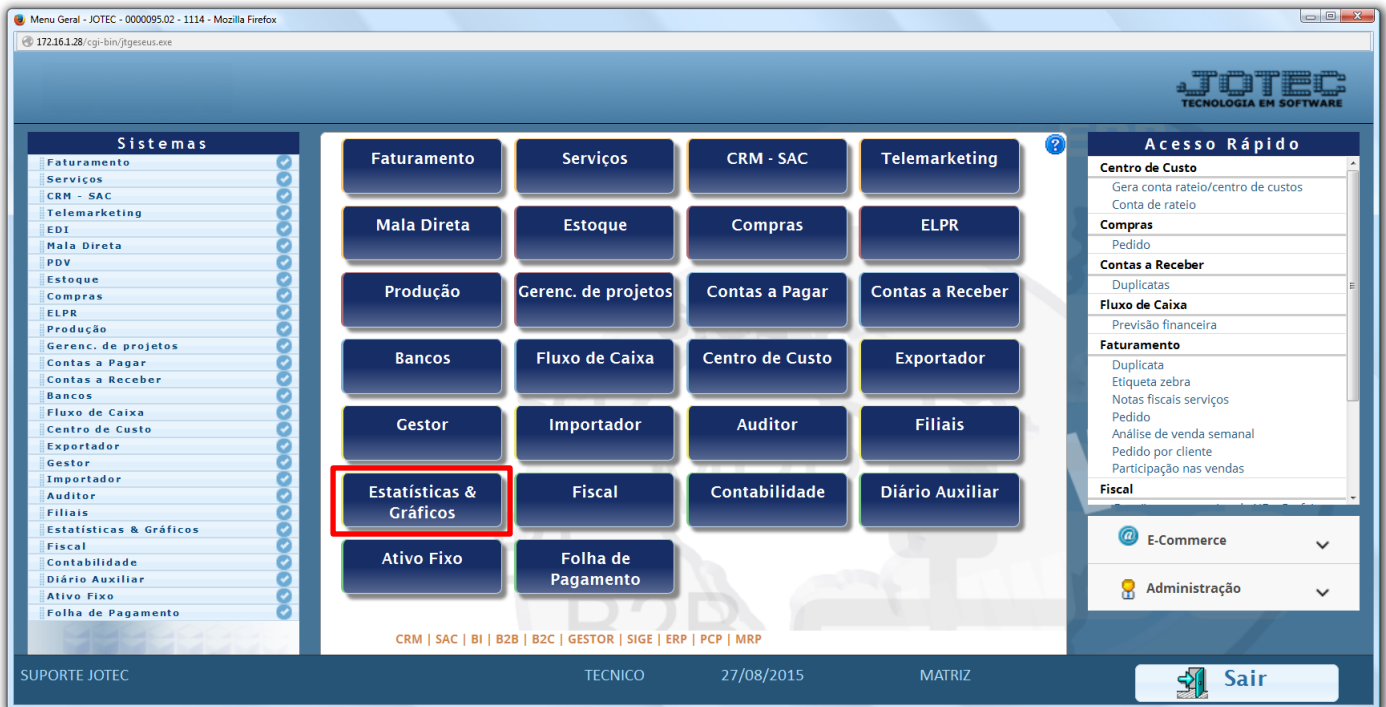 Menu Geral - JOTEC - 0000095.02 - 1114 - Mozilla Firefox
172.16.1.28/cgi-bin/jtgeseus.exe
JOTEC
TECNOLOGIA EM SOFTWARE
Sistemas
Faturamento
Serviços
CRM - SAC
Telemarketing
EDI
Mala Direta
PDV
Estoque
Compras
ELPR
Produção
Gerenc. de projetos
Contas a Pagar
Contas a Receber
Bancos
Fluxo de Caixa
Centro de Custo
Exportador
Gestor
Importador
Auditor
Filiais
Estatísticas & Gráficos
Fiscal
Contabilidade
Diário Auxiliar
Ativo Fixo
Folha de Pagamento
Faturamento Serviços CRM - SAC Telemarketing
Mala Direta Estoque Compras ELPR
Produção Gerenc. de projetos Contas a Pagar Contas a Receber
Bancos Fluxo de Caixa Centro de Custo Exportador
Gestor Importador Auditor Filiais
Estatísticas & Gráficos Fiscal Contabilidade Diário Auxiliar
Ativo Fixo Folha de Pagamento
B2B
CRM | SAC | BI | B2B | B2C | GESTOR | SIGE | ERP | PCP | MRP
Acesso Rápido
Centro de Custo
Gera conta rateio/centro de custos
Conta de rateio
Compras
Pedido
Contas a Receber
Duplicatas
Fluxo de Caixa
Previsão financeira
Faturamento
Duplicata
Etiqueta zebra
Notas fiscais serviços
Pedido
Análise de venda semanal
Pedido por cliente
Participação nas vendas
Fiscal
E-Commerce
Administração
SUPORTE JOTEC TECNICO 27/08/2015 MATRIZ Sair